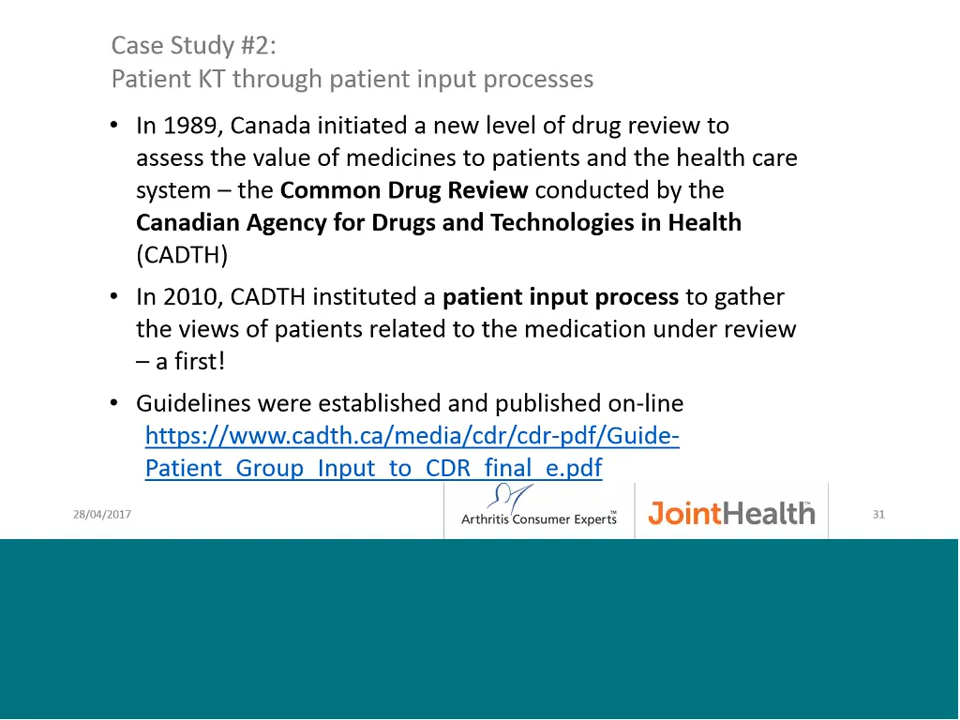 Case Study #2:
Patient KT through patient input processes
• In 1989, Canada initiated a new level of drug review to
assess the value of medicines to patients and the health care
system – the Common Drug Review conducted by the
Canadian Agency for Drugs and Technologies in Health
(CADTH)
• In 2010, CADTH instituted a patient input process to gather
the views of patients related to the medication under review
– a first!
• Guidelines were established and published on-line
https://www.cadth.ca/media/cdr/cdr-pdf/Guide-
Patient_Group_Input_to_CDR_final_e.pdf
28/04/2017
Arthritis Consumer Experts™
JointHealth™
31